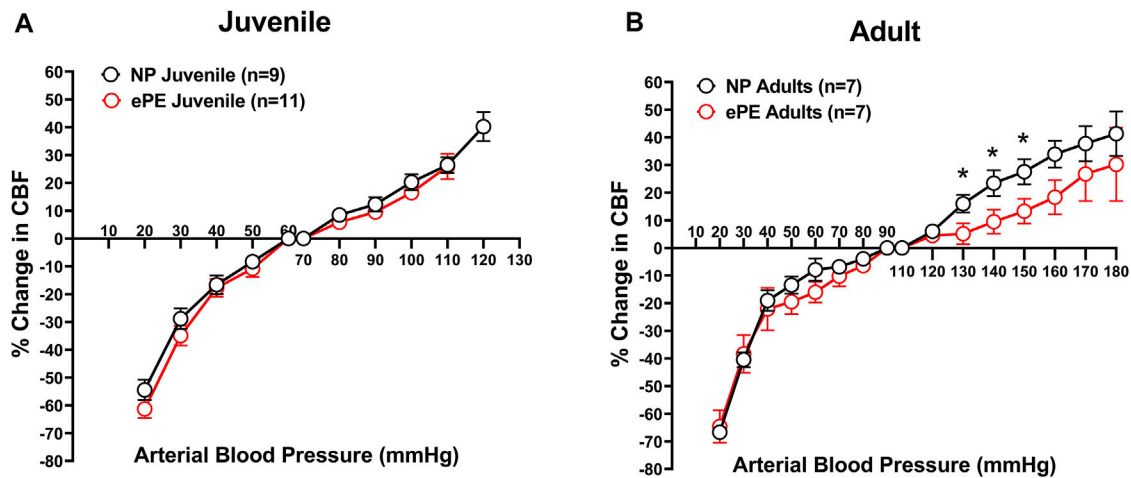 A
Juvenile
NP Juvenile (n=9)
ePE Juvenile (n=11)
% Change in CBF
60
50
40
30
20
10
0
-10
-20
-30
-40
-50
-60
-70
-80
10 20 30 40 50 60
70 80 90 100 110 120 130
Arterial Blood Pressure (mmHg)
B
Adult
NP Adults (n=7)
ePE Adults (n=7)
% Change in CBF
60
50
40
30
20
10
0
-10
-20
-30
-40
-50
-60
-70
-80
10 20 30 40 50 60 70 80 90
110 120 130 140 150 160 170 180
* * *
Arterial Blood Pressure (mmHg)